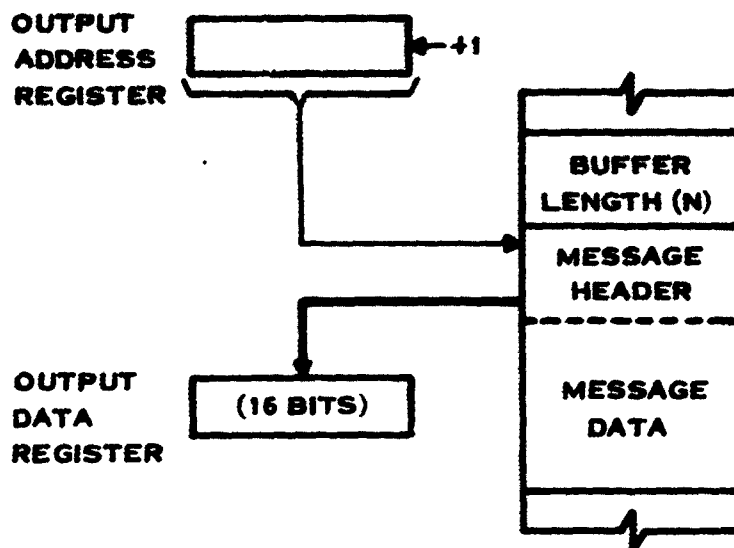 OUTPUT
ADDRESS
REGISTER
+1
BUFFER
LENGTH (N)
MESSAGE
HEADER
OUTPUT
DATA
REGISTER
(16 BITS)
MESSAGE
DATA